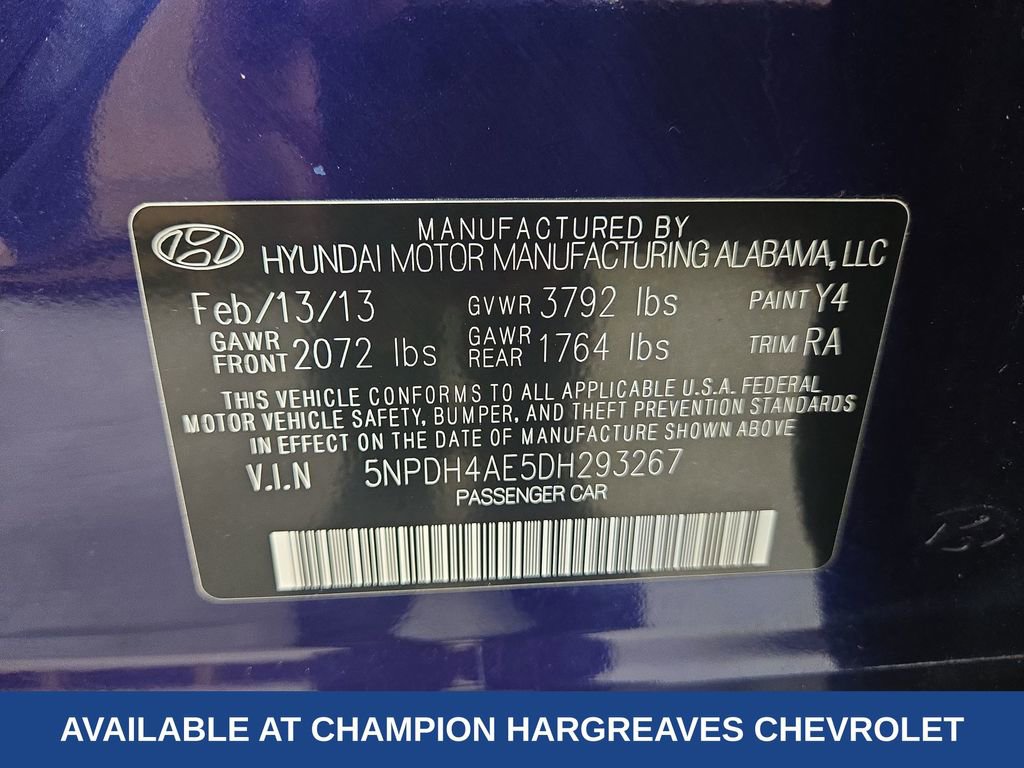 MANUFACTURED BY
HYUNDAI MOTOR MANUFACTURING ALABAMA, LLC
Feb/13/13 GVWR 3792 lbs PAINT Y4
GAWR FRONT 2072 lbs GAWR REAR 1764 lbs TRIM RA
THIS VEHICLE CONFORMS TO ALL APPLICABLE U.S.A. FEDERAL
MOTOR VEHICLE SAFETY, BUMPER, AND THEFT PREVENTION STANDARDS
IN EFFECT ON THE DATE OF MANUFACTURE SHOWN ABOVE
V.I.N 5NPDH4AE5DH293267
PASSENGER CAR
AVAILABLE AT CHAMPION HARGREAVES CHEVROLET